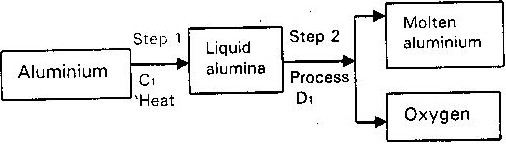 Aluminium
Step 1
C1
'Heat
Liquid
alumina
Step 2
Process
D1
Molten
aluminium
Oxygen